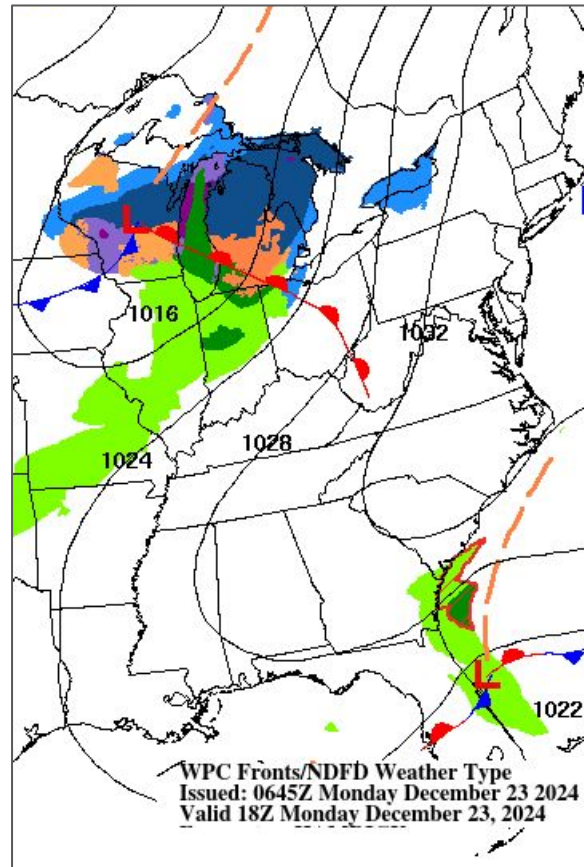 L
1016
1032
1024
1028
L
1022
WPC Fronts/NDFD Weather Type
Issued: 0645Z Monday December 23 2024
Valid 18Z Monday December 23, 2024